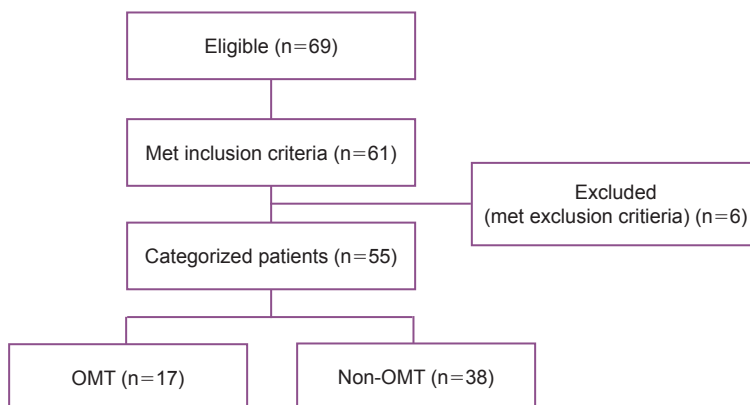 Eligible (n=69)
Met inclusion criteria (n=61)
Excluded
(met exclusion critieria) (n=6)
Categorized patients (n=55)
OMT (n=17)
Non-OMT (n=38)